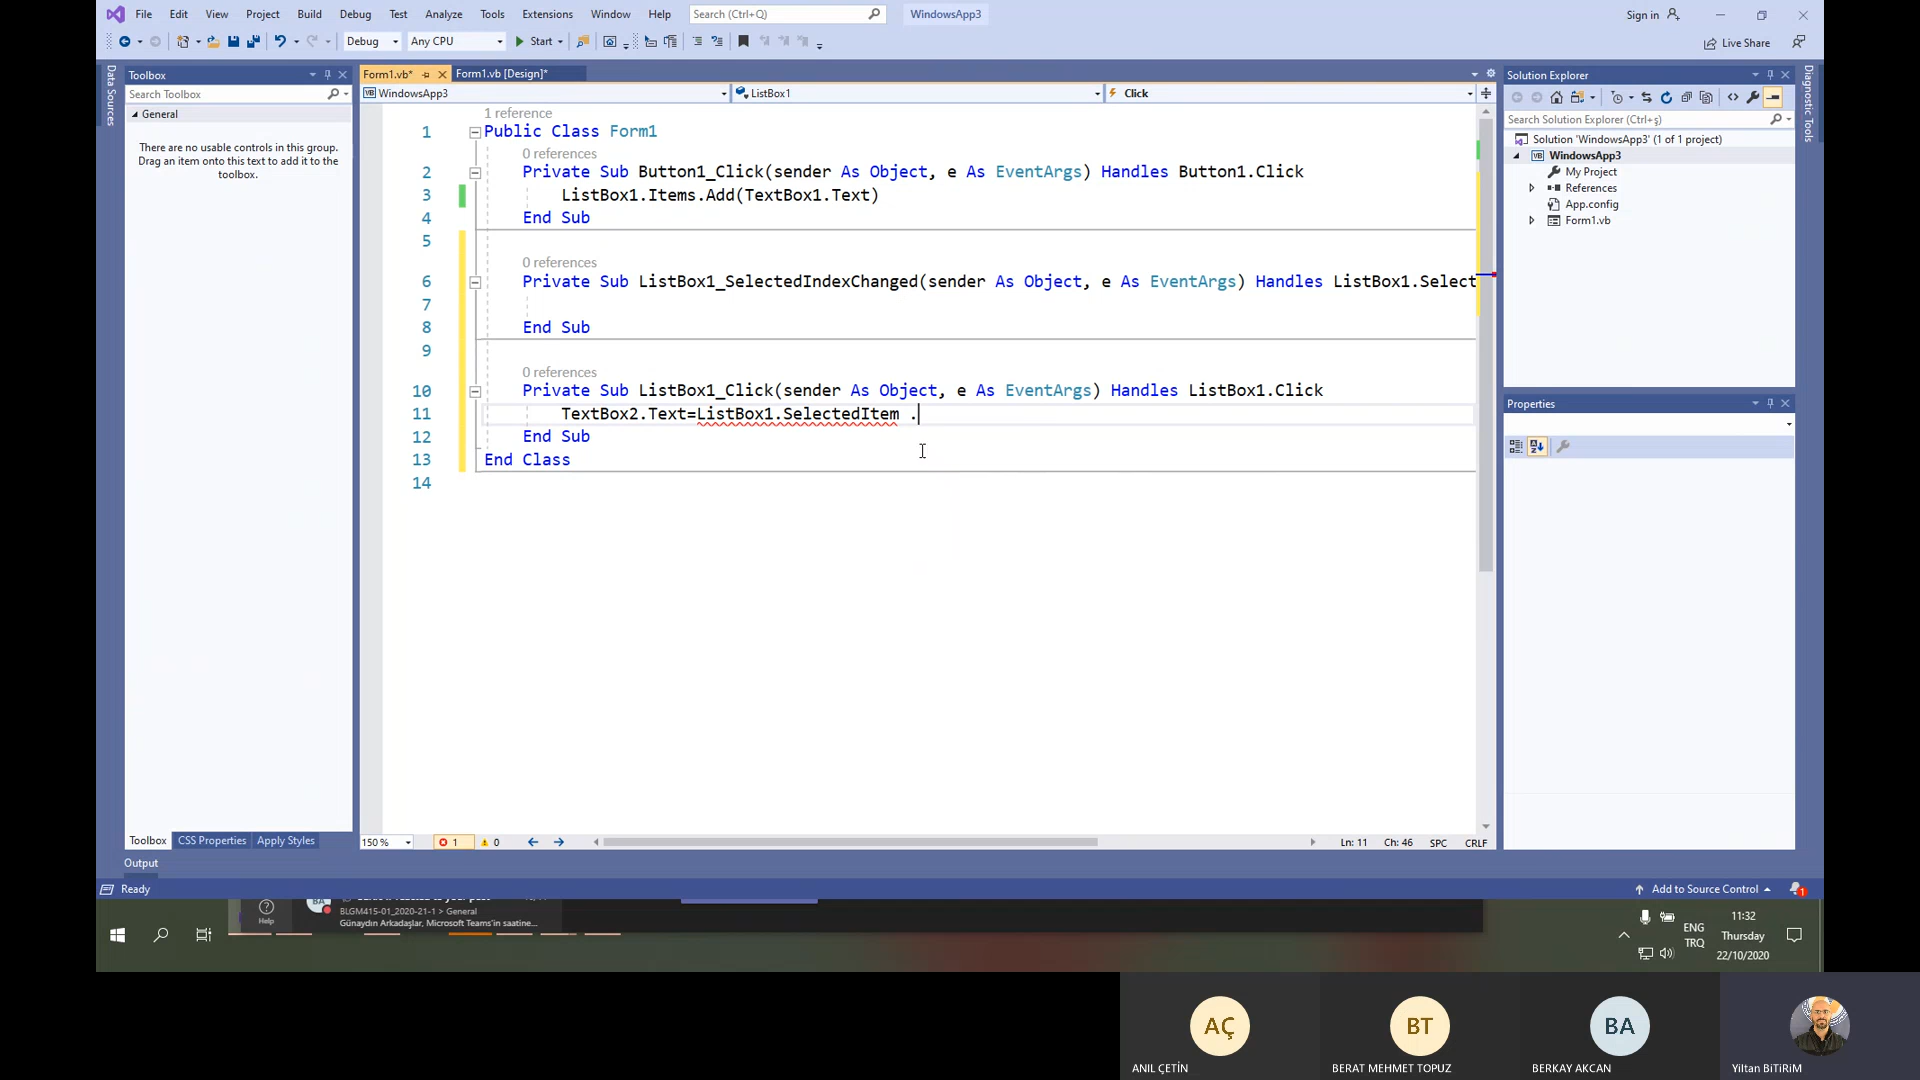 File Edit View Project Build Debug Test Analyze Tools Extensions Window Help Search (Ctrl+Q) WindowsApp3 Sign in
Debug Any CPU Start Live Share
Data Sources
Toolbox
Search Toolbox
General
There are no usable controls in this group.
Drag an item onto this text to add it to the
toolbox.
Toolbox CSS Properties Apply Styles
Form1.vb* Form1.vb [Design]*
WindowsApp3 ListBox1 Click
1 reference
1 Public Class Form1
0 references
2 Private Sub Button1_Click(sender As Object, e As EventArgs) Handles Button1.Click
3 ListBox1.Items.Add(TextBox1.Text)
4 End Sub
5
0 references
6 Private Sub ListBox1_SelectedIndexChanged(sender As Object, e As EventArgs) Handles ListBox1.Select
7
8 End Sub
9
0 references
10 Private Sub ListBox1_Click(sender As Object, e As EventArgs) Handles ListBox1.Click
11 TextBox2.Text=ListBox1.SelectedItem .
12 End Sub
13 End Class
14
150 % 1 0 Ln: 11 Ch: 46 SPC CRLF
Solution Explorer
Search Solution Explorer (Ctrl+ş)
Solution 'WindowsApp3' (1 of 1 project)
WindowsApp3
My Project
References
App.config
Form1.vb
Properties
Diagnostic Tools
Output
Ready Add to Source Control 1
Help
BA
BLGM415-01_2020-21-1 > General
Günaydın Arkadaşlar, Microsoft Teams'in saatine...
ENG
TRQ
11:32
Thursday
22/10/2020
AÇ BT BA
ANIL ÇETİN BERAT MEHMET TOPUZ BERKAY AKCAN Yiltan BiTiRiM